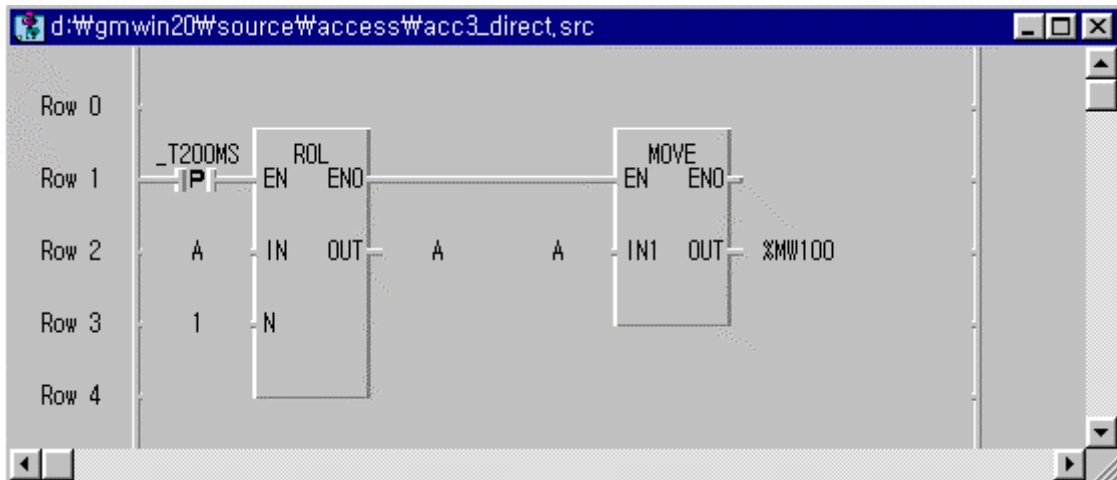 d:₩gmwin20₩source₩access₩acc3_direct,src
Row 0
_T200MS ROL MOVE
Row 1 P EN ENO EN ENO
Row 2 A IN OUT A A IN1 OUT %MW100
Row 3 1 N
Row 4